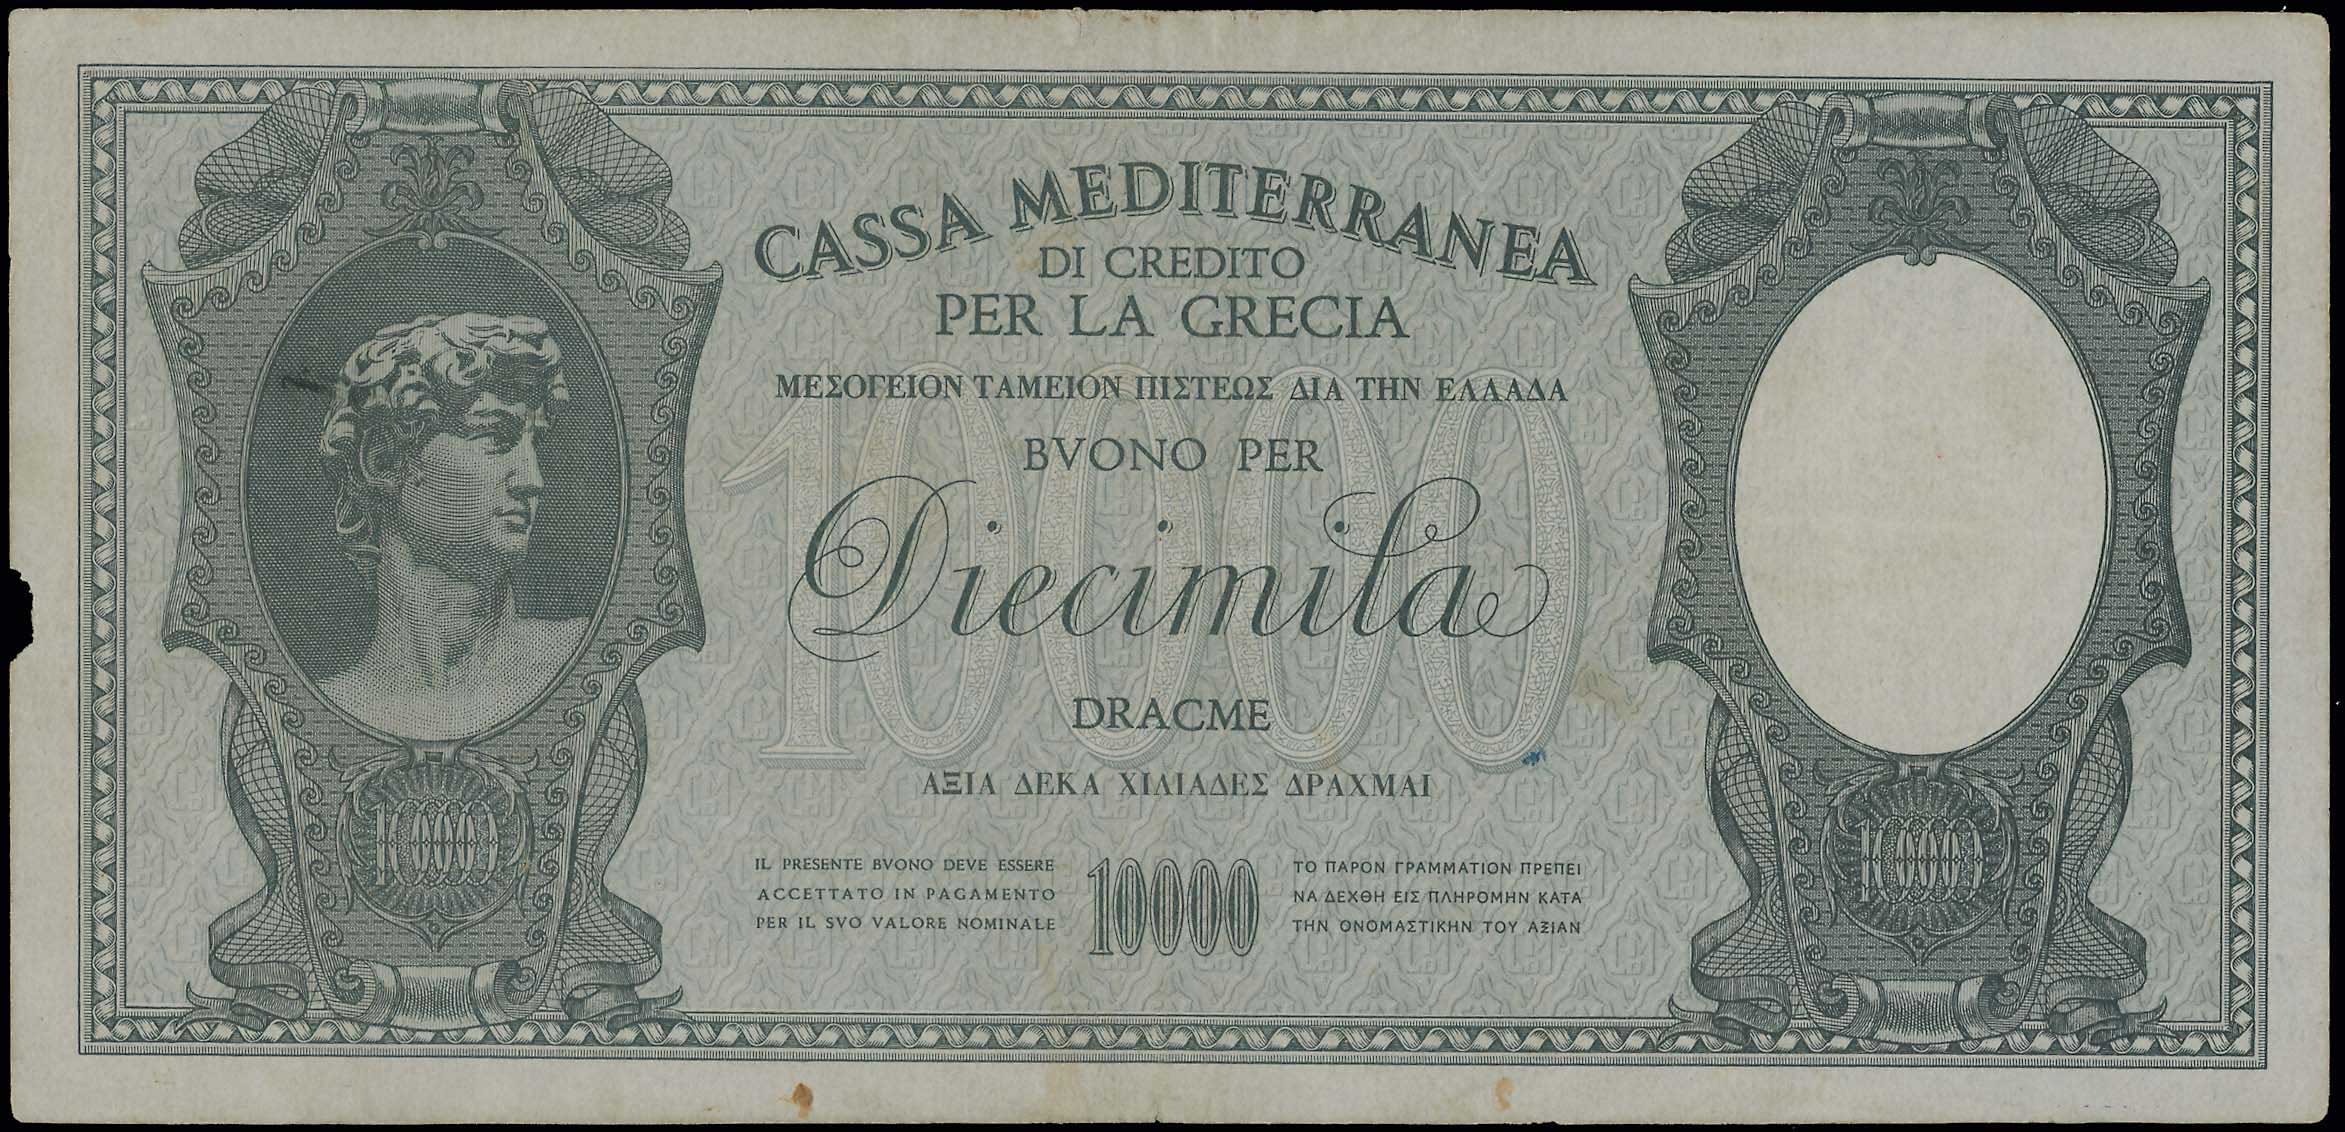 CASSA MEDITERRANEA
DI CREDITO
PER LA GRECIA
ΜΕΣΟΓΕΙΟΝ ΤΑΜΕΙΟΝ ΠΙΣΤΕΩΣ ΔΙΑ ΤΗΝ ΕΛΛΑΔΑ
BVONO PER
10000
Diecimila
DRACME
ΑΞΙΑ ΔΕΚΑ ΧΙΛΙΑΔΕΣ ΔΡΑΧΜΑΙ
10000
10000
IL PRESENTE BVONO DEVE ESSERE
ACCETTATO IN PAGAMENTO
PER IL SVO VALORE NOMINALE
10000
ΤΟ ΠΑΡΟΝ ΓΡΑΜΜΑΤΙΟΝ ΠΡΕΠΕΙ
ΝΑ ΔΕΧΘΗ ΕΙΣ ΠΛΗΡΟΜΗΝ ΚΑΤΑ
ΤΗΝ ΟΝΟΜΑΣΤΙΚΗΝ ΤΟΥ ΑΞΙΑΝ